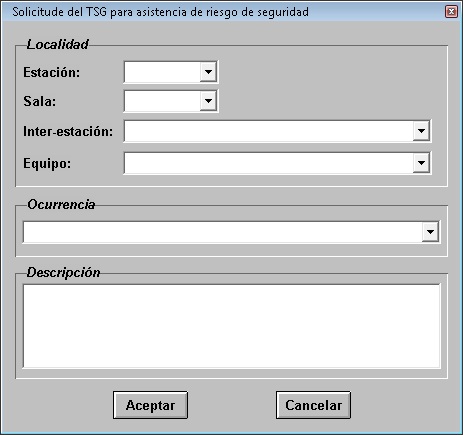 Solicitude del TSG para asistencia de riesgo de seguridad
Localidad
Estación:
Sala:
Inter-estación:
Equipo:
Ocurrencia
Descripción
Aceptar Cancelar